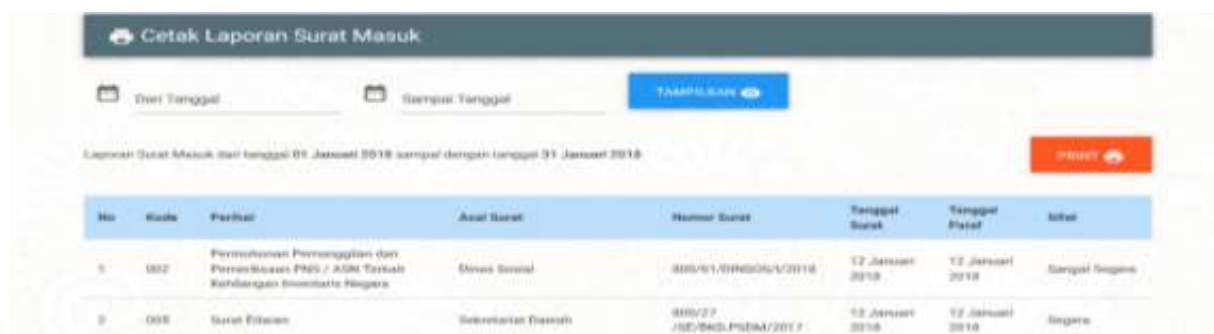 Cetak Laporan Surat Masuk
Dari Tanggal Sampai Tanggal TAMPILKAN
Laporan Surat Masuk dari tanggal 01 Januari 2018 sampai dengan tanggal 31 Januari 2018
PRINT
No Kode Perihal Asal Surat Nomor Surat Tanggal Surat Tanggal Paraf Sifat
1 002 Permohonan Pemanggilan dan
Pemeriksaan PNS / ASN Terkait
Kehilangan Inventaris Negara
Dinas Sosial
12 Januari
2018
12 Januari
2018
Sangat Segera
2 Surat Edaran
Sekretariat Daerah
800/27
12 Januari
2018
Segera